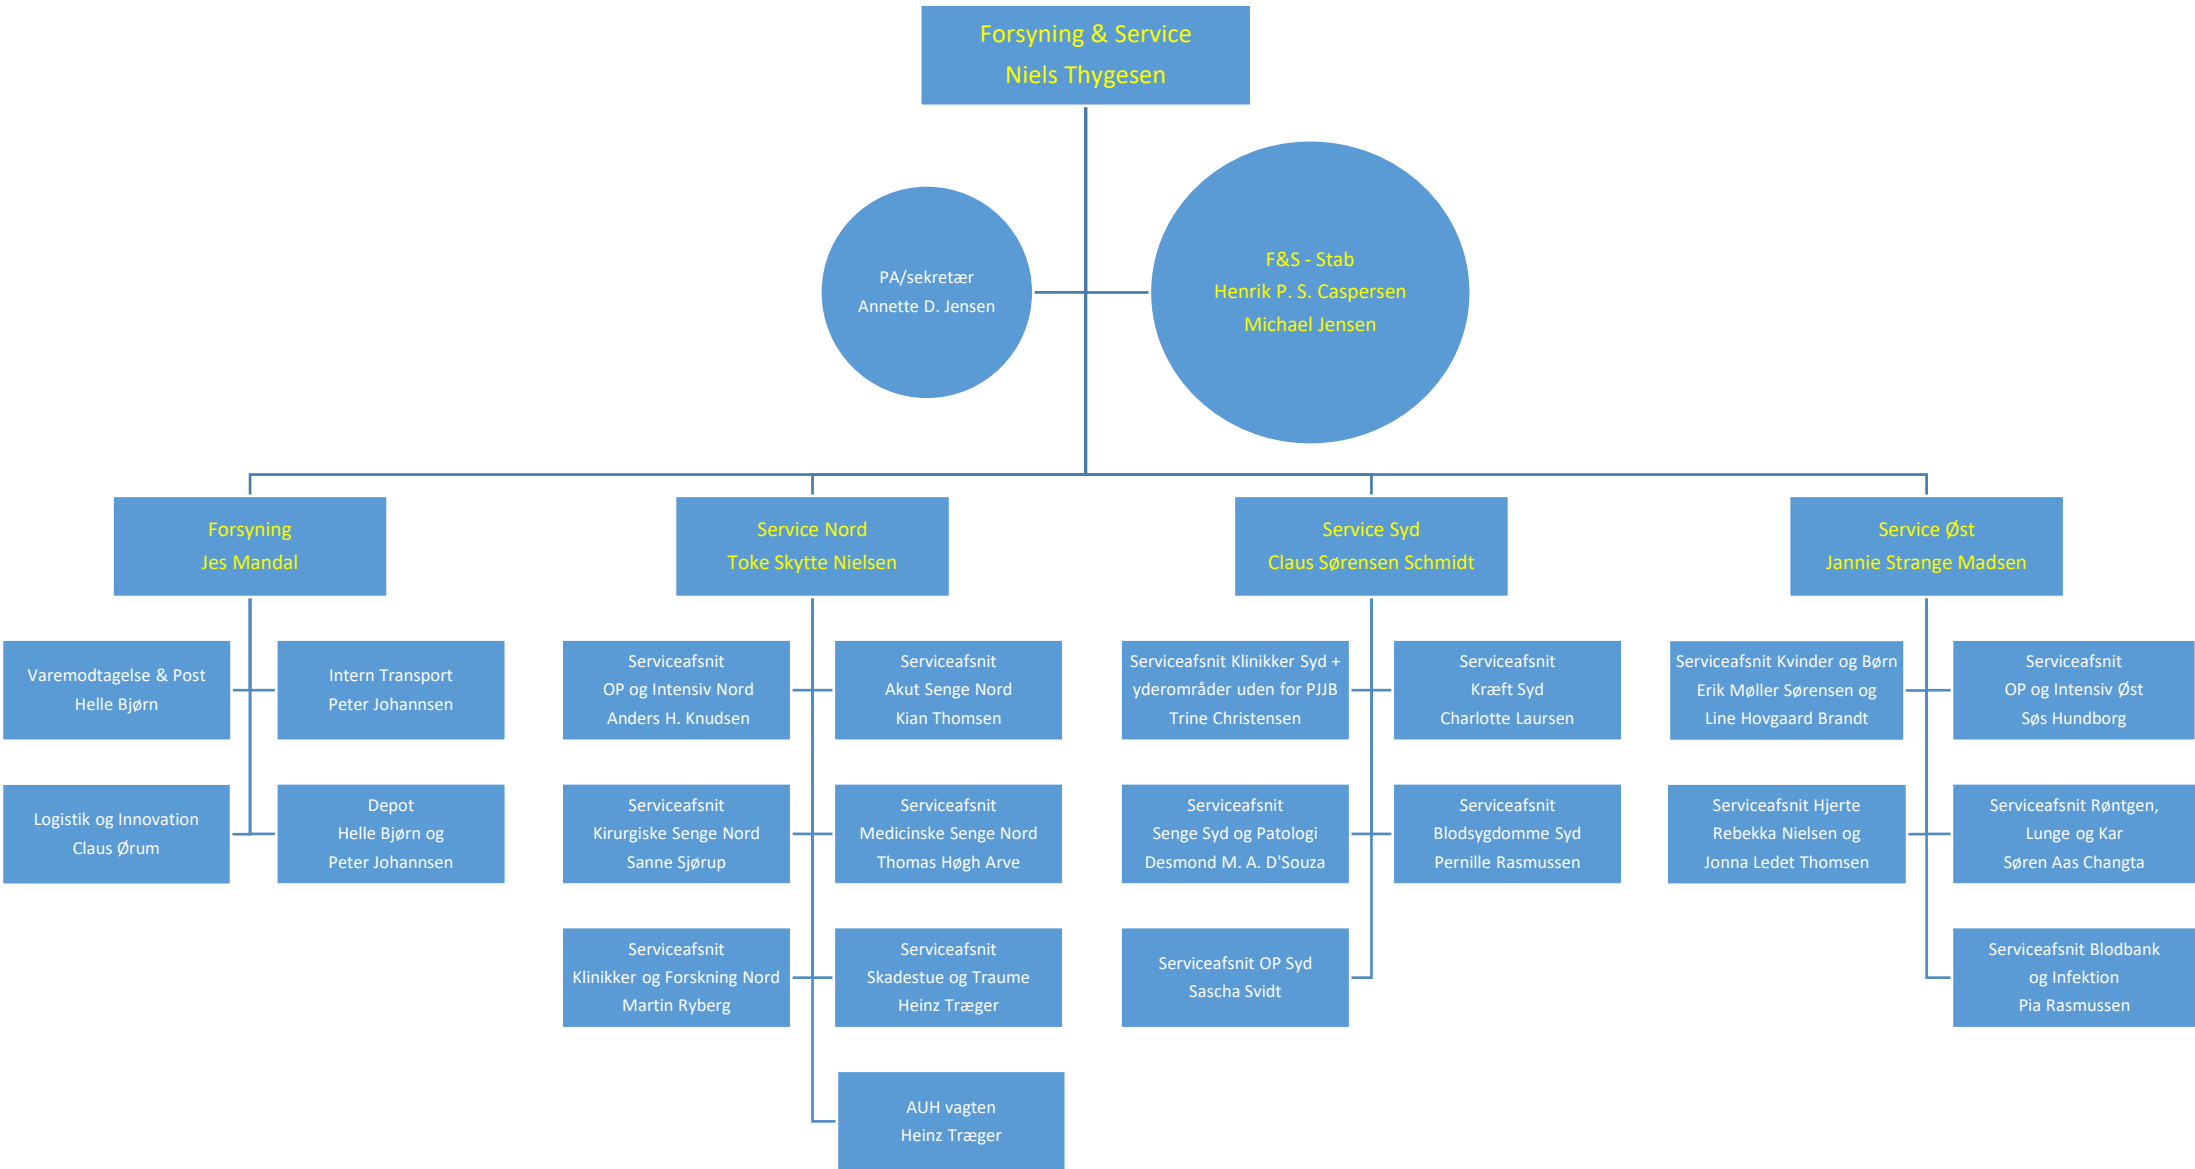 Forsyning & Service
Niels Thygesen
PA/sekretær
Annette D. Jensen
F&S - Stab
Henrik P. S. Caspersen
Michael Jensen
Forsyning
Jes Mandal
Service Nord
Toke Skytte Nielsen
Service Syd
Claus Sørensen Schmidt
Service Øst
Jannie Strange Madsen
Varemodtagelse & Post
Helle Bjørn
Intern Transport
Peter Johannsen
Serviceafsnit
OP og Intensiv Nord
Anders H. Knudsen
Serviceafsnit
Akut Senge Nord
Kian Thomsen
Serviceafsnit Klinikker Syd +
yderområder uden for PJJB
Trine Christensen
Serviceafsnit
Kræft Syd
Charlotte Laursen
Serviceafsnit Kvinder og Børn
Erik Møller Sørensen og
Line Hovgaard Brandt
Serviceafsnit
OP og Intensiv Øst
Søs Hundborg
Logistik og Innovation
Claus Ørum
Depot
Helle Bjørn og
Peter Johannsen
Serviceafsnit
Kirurgiske Senge Nord
Sanne Sjørup
Serviceafsnit
Medicinske Senge Nord
Thomas Høgh Arve
Serviceafsnit
Senge Syd og Patologi
Desmond M. A. D'Souza
Serviceafsnit
Blodsygdomme Syd
Pernille Rasmussen
Serviceafsnit Hjerte
Rebekka Nielsen og
Jonna Ledet Thomsen
Serviceafsnit Røntgen,
Lunge og Kar
Søren Aas Changta
Serviceafsnit
Klinikker og Forskning Nord
Martin Ryberg
Serviceafsnit
Skadestue og Traume
Heinz Træger
Serviceafsnit OP Syd
Sascha Svidt
Serviceafsnit Blodbank
og Infektion
Pia Rasmussen
AUH vagten
Heinz Træger